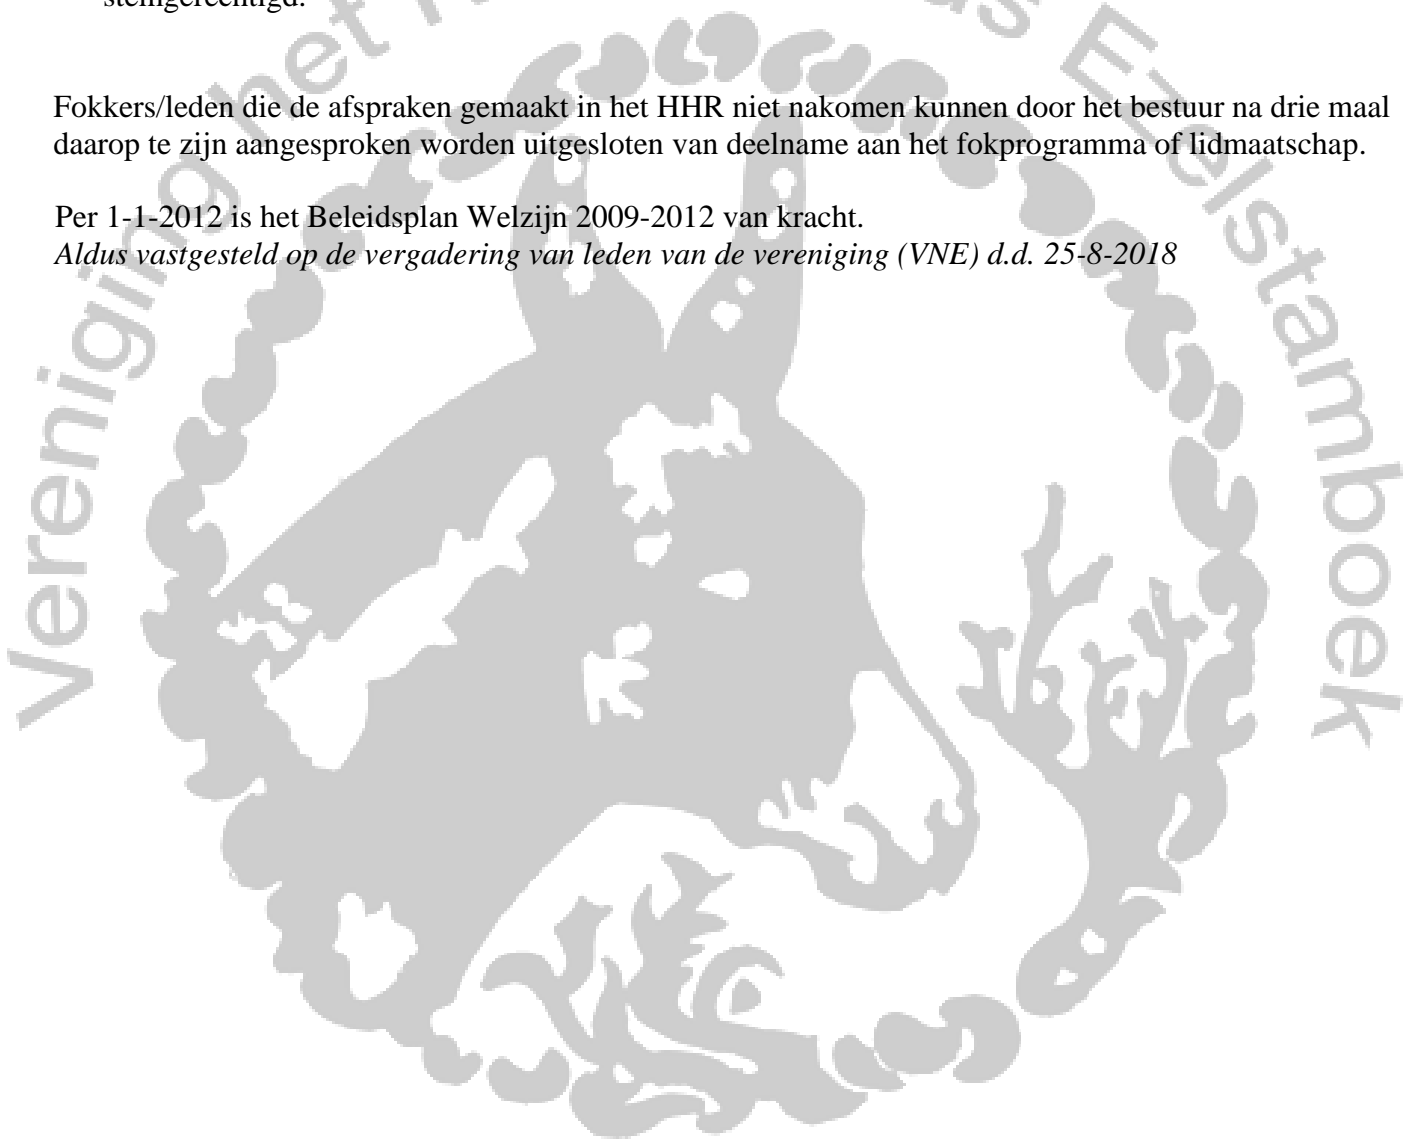 Fokkers/leden die de afspraken gemaakt in het HHR niet nakomen kunnen door het bestuur na drie maal
daarop te zijn aangesproken worden uitgesloten van deelname aan het fokprogramma of lidmaatschap.
Per 1-1-2012 is het Beleidsplan Welzijn 2009-2012 van kracht.
Aldus vastgesteld op de vergadering van leden van de vereniging (VNE) d.d. 25-8-2018
Vereniging het
Ezelstamboek